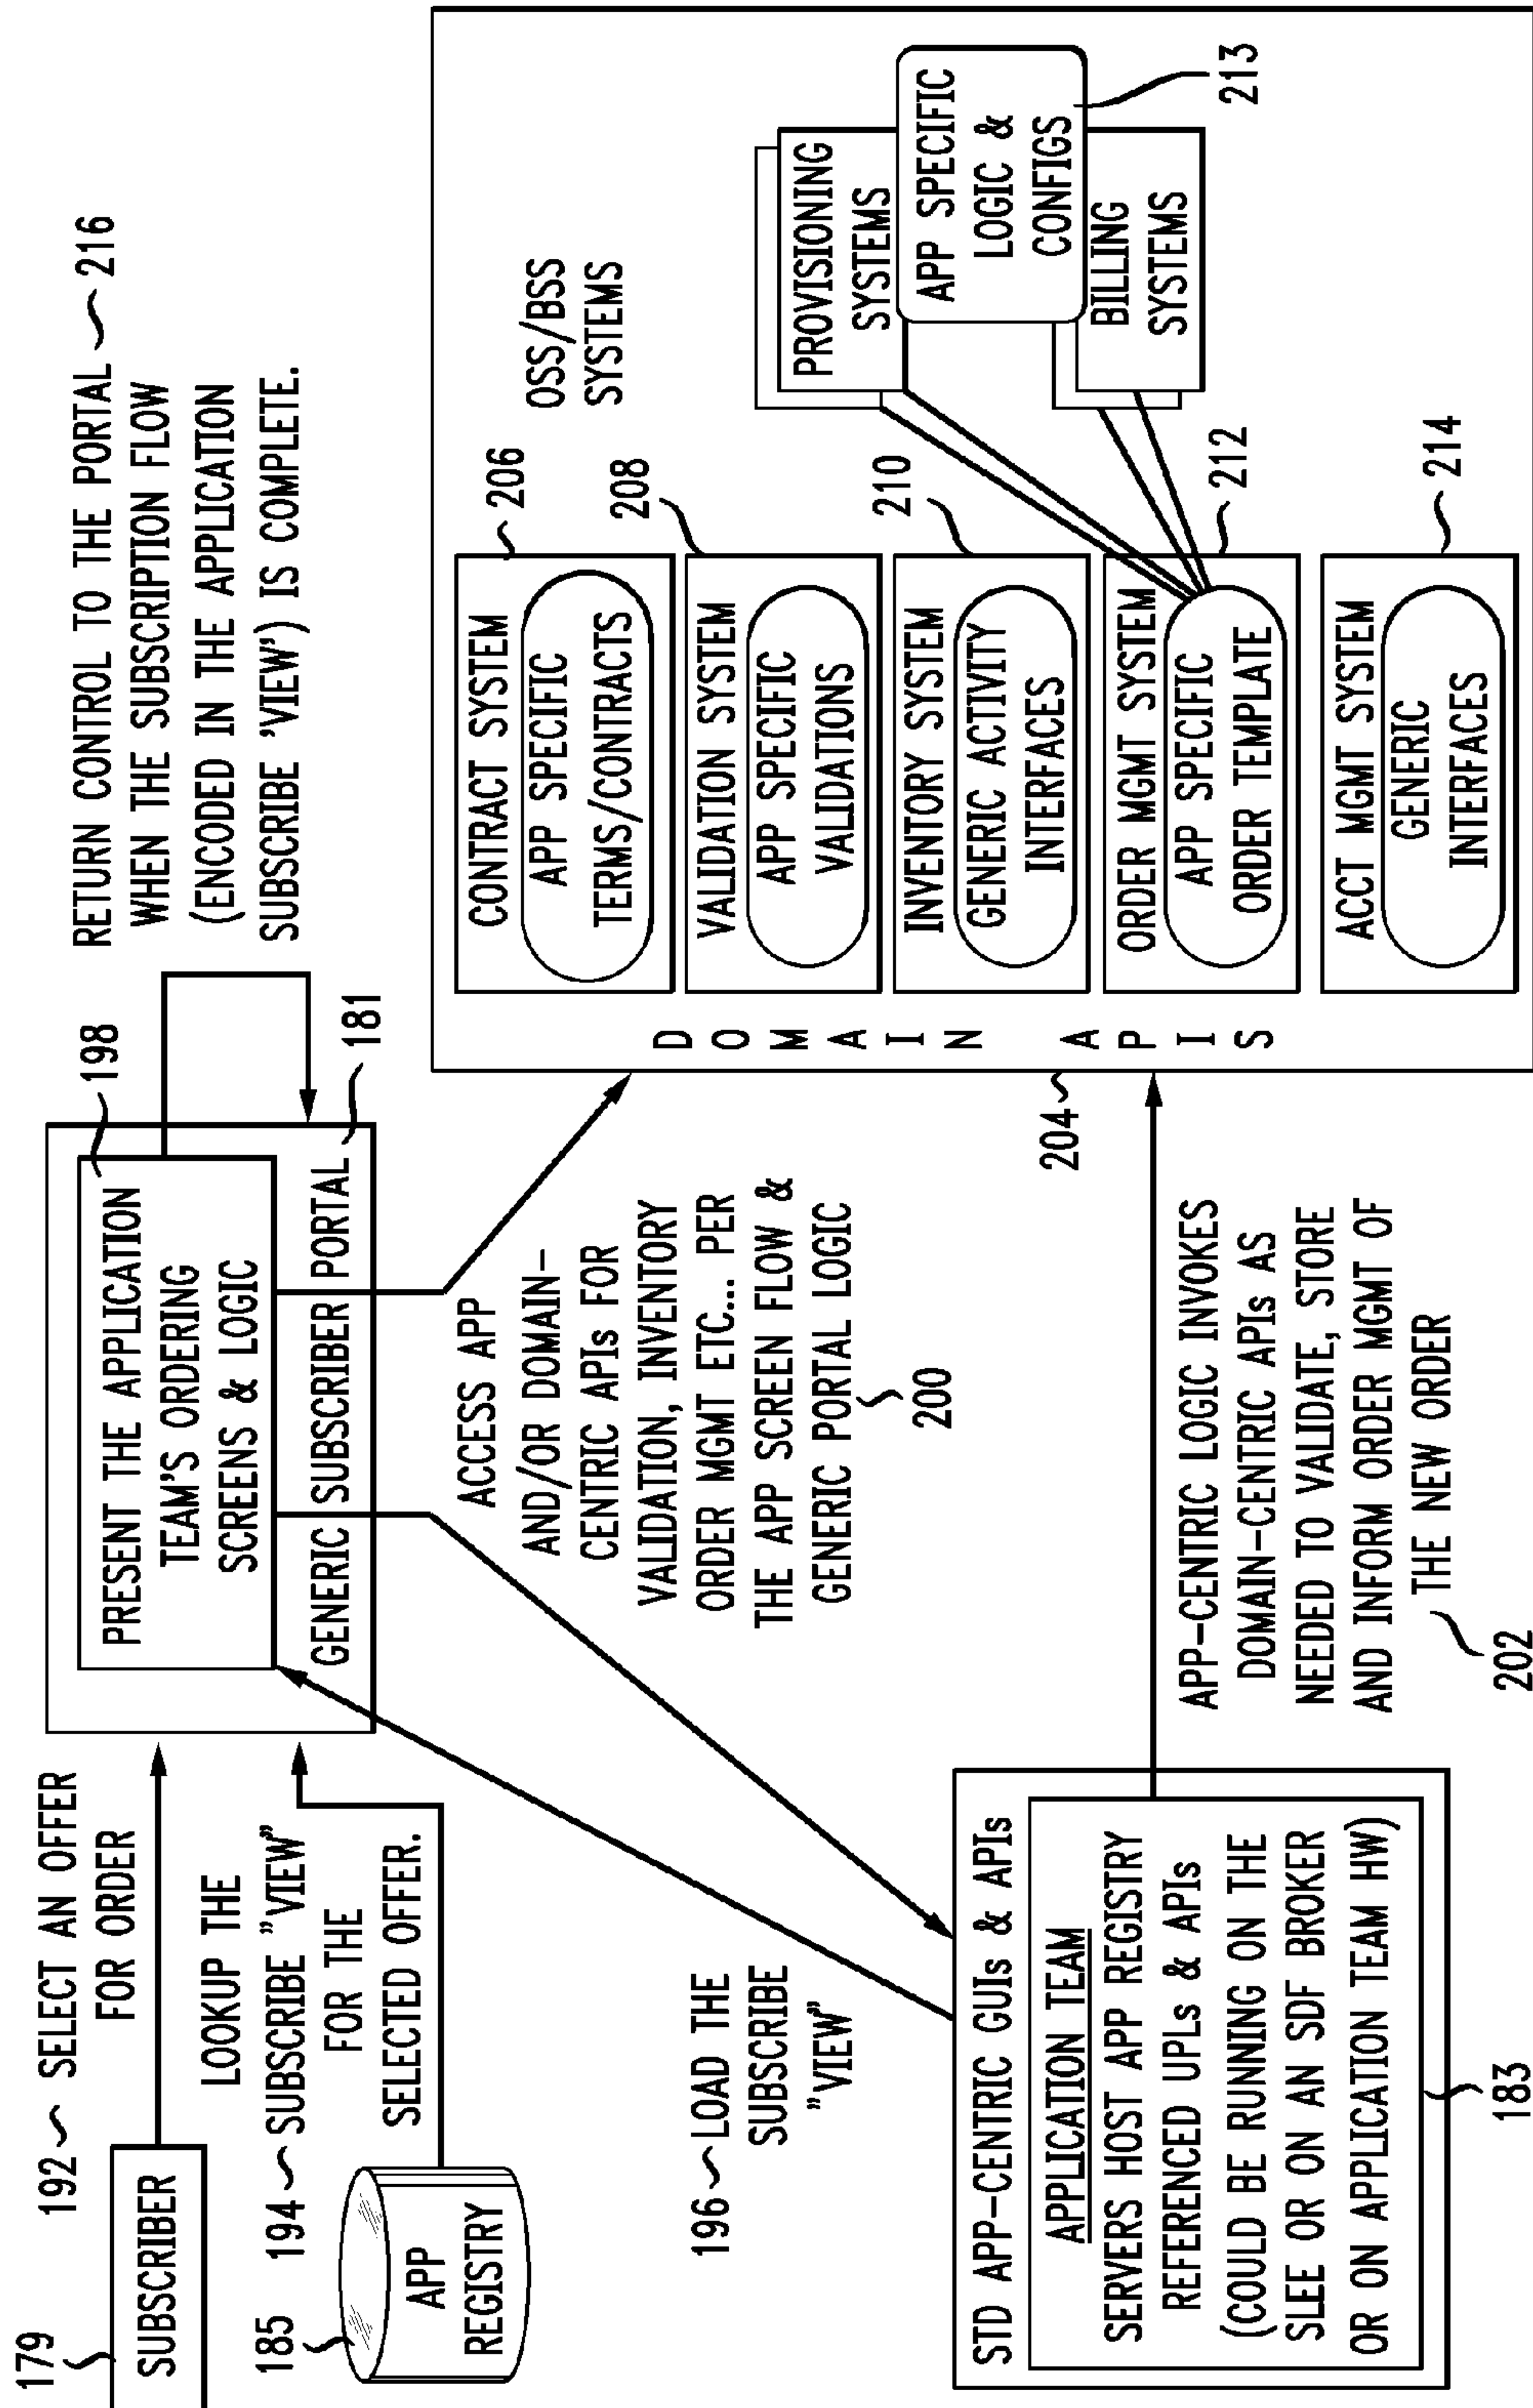 179
SUBSCRIBER
192
SELECT AN OFFER
FOR ORDER
185
APP
REGISTRY
194
LOOKUP THE
SUBSCRIBE "VIEW"
FOR THE
SELECTED OFFER.
198
PRESENT THE APPLICATION
TEAM'S ORDERING
SCREENS & LOGIC
GENERIC SUBSCRIBER PORTAL
181
RETURN CONTROL TO THE PORTAL
216
WHEN THE SUBSCRIPTION FLOW
(ENCODED IN THE APPLICATION
SUBSCRIBE 'VIEW') IS COMPLETE.
196
LOAD THE
SUBSCRIBE
"VIEW"
ACCESS APP
AND/OR DOMAIN-
CENTRIC APIs FOR
VALIDATION, INVENTORY
ORDER MGMT ETC... PER
THE APP SCREEN FLOW &
GENERIC PORTAL LOGIC
200
STD APP-CENTRIC GUIs & APIs
APPLICATION TEAM
SERVERS HOST APP REGISTRY
REFERENCED UPLs & APIs
(COULD BE RUNNING ON THE
SLEE OR ON AN SDF BROKER
OR ON APPLICATION TEAM HW)
183
APP-CENTRIC LOGIC INVOKES
DOMAIN-CENTRIC APIs AS
NEEDED TO VALIDATE, STORE
AND INFORM ORDER MGMT OF
THE NEW ORDER
202
204
DOMAIN APIS
CONTRACT SYSTEM
APP SPECIFIC
TERMS/CONTRACTS
206
VALIDATION SYSTEM
APP SPECIFIC
VALIDATIONS
208
INVENTORY SYSTEM
GENERIC ACTIVITY
INTERFACES
210
ORDER MGMT SYSTEM
APP SPECIFIC
ORDER TEMPLATE
212
ACCT MGMT SYSTEM
GENERIC
INTERFACES
214
OSS/BSS
SYSTEMS
PROVISIONING
SYSTEMS
APP SPECIFIC
LOGIC &
CONFIGS
BILLING
SYSTEMS
213